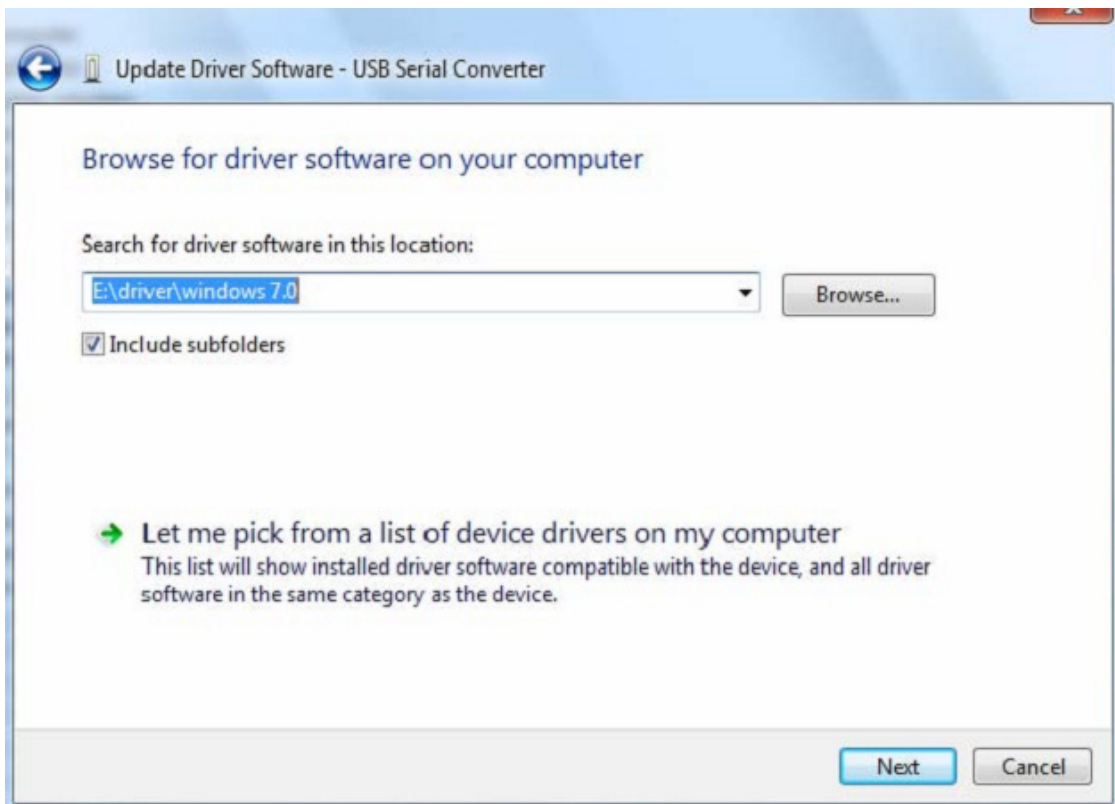 Update Driver Software - USB Serial Converter
Browse for driver software on your computer
Search for driver software in this location:
E:\driver\windows 7.0
Browse...
Include subfolders
Let me pick from a list of device drivers on my computer
This list will show installed driver software compatible with the device, and all driver
software in the same category as the device.
Next
Cancel